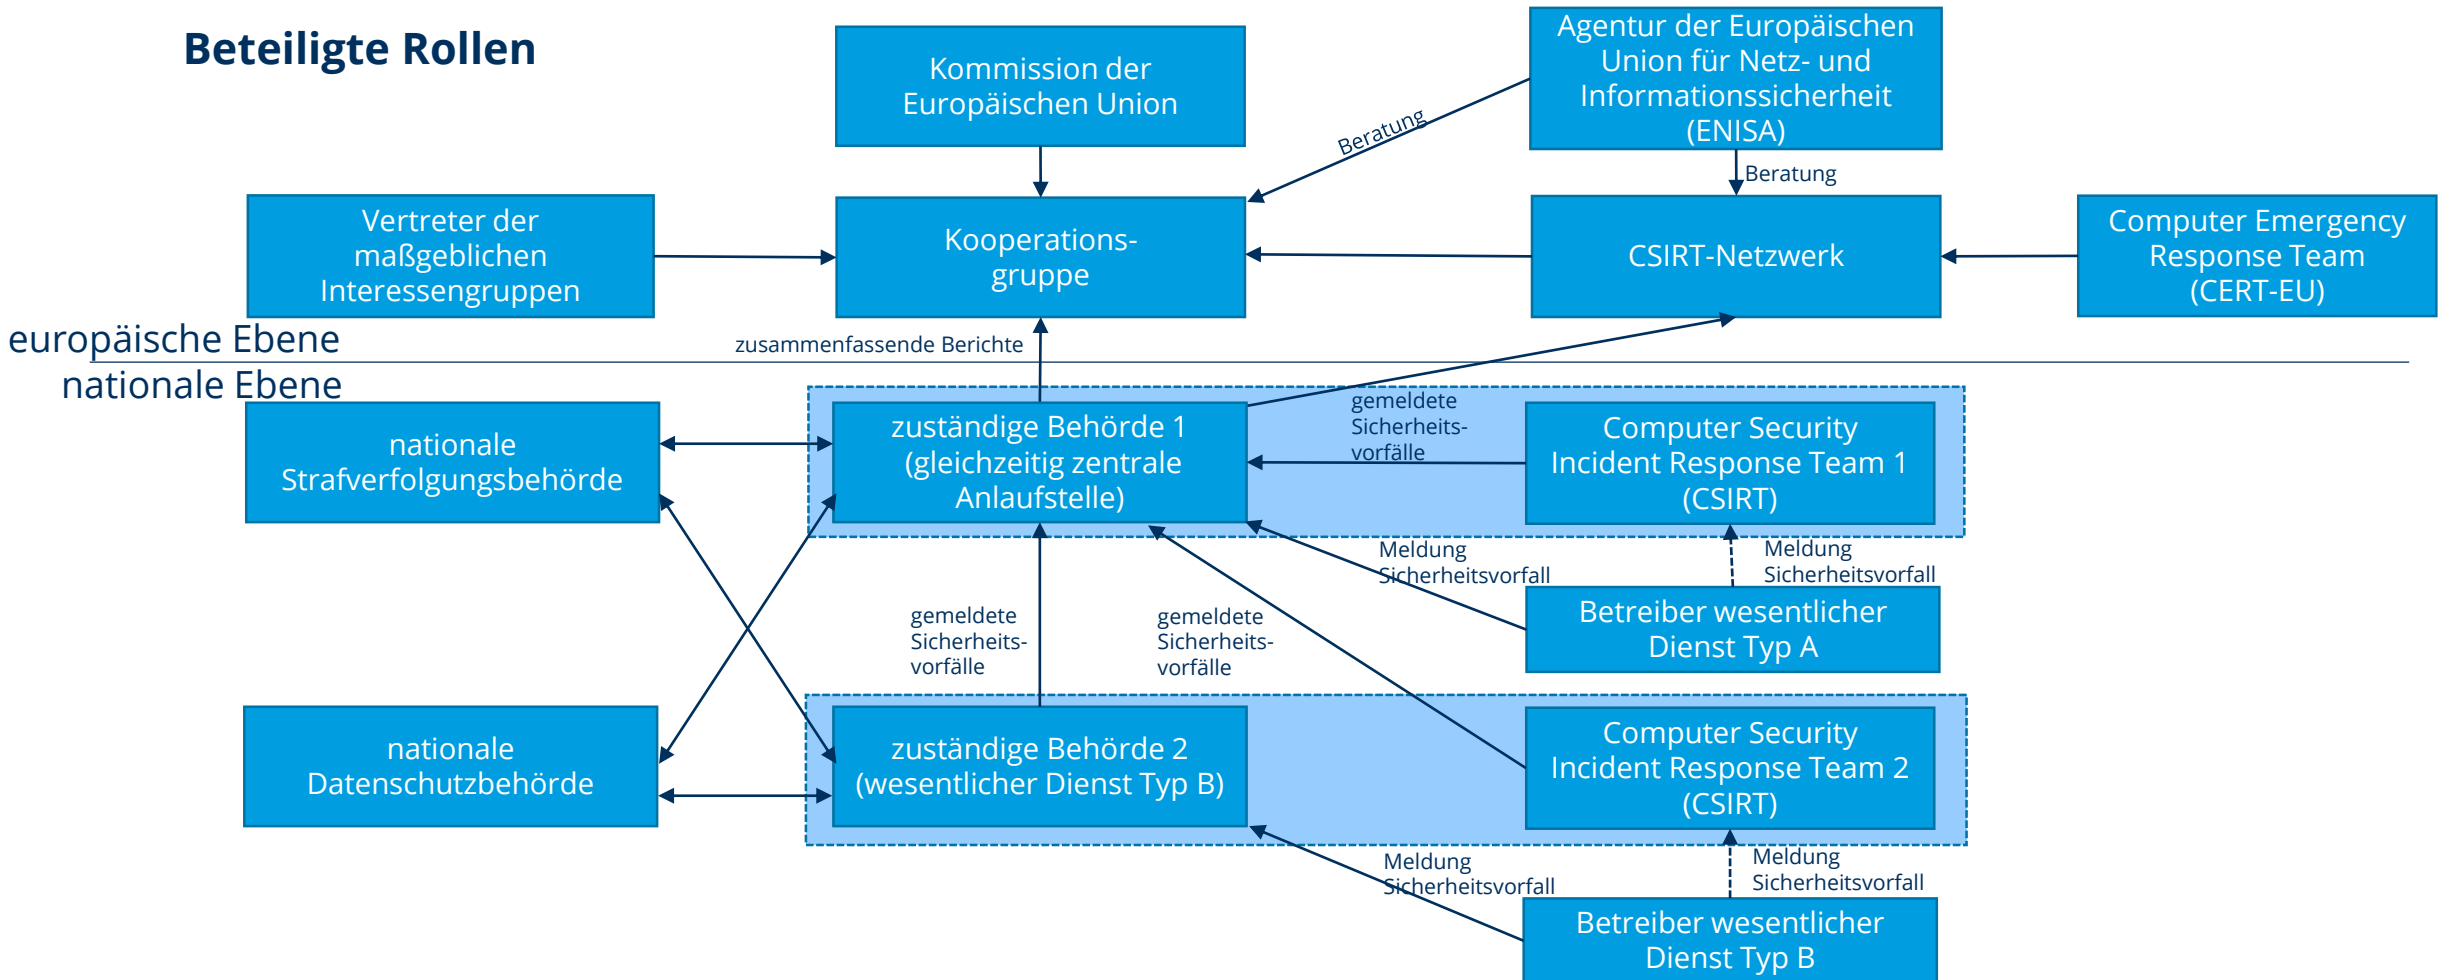 Beteiligte Rollen
Kommission der
Europäischen Union
Agentur der Europäischen
Union für Netz- und
Informationssicherheit
(ENISA)
Beratung
Beratung
Vertreter der
maßgeblichen
Interessengruppen
Kooperations-
gruppe
CSIRT-Netzwerk
Computer Emergency
Response Team
(CERT-EU)
europäische Ebene
zusammenfassende Berichte
nationale Ebene
nationale
Strafverfolgungsbehörde
zuständige Behörde 1
(gleichzeitig zentrale
Anlaufstelle)
gemeldete
Sicherheits-
vorfälle
Computer Security
Incident Response Team 1
(CSIRT)
Meldung
Sicherheitsvorfall
Meldung
Sicherheitsvorfall
Betreiber wesentlicher
Dienst Typ A
gemeldete
Sicherheits-
vorfälle
gemeldete
Sicherheits-
vorfälle
nationale
Datenschutzbehörde
zuständige Behörde 2
(wesentlicher Dienst Typ B)
Computer Security
Incident Response Team 2
(CSIRT)
Meldung
Sicherheitsvorfall
Meldung
Sicherheitsvorfall
Betreiber wesentlicher
Dienst Typ B